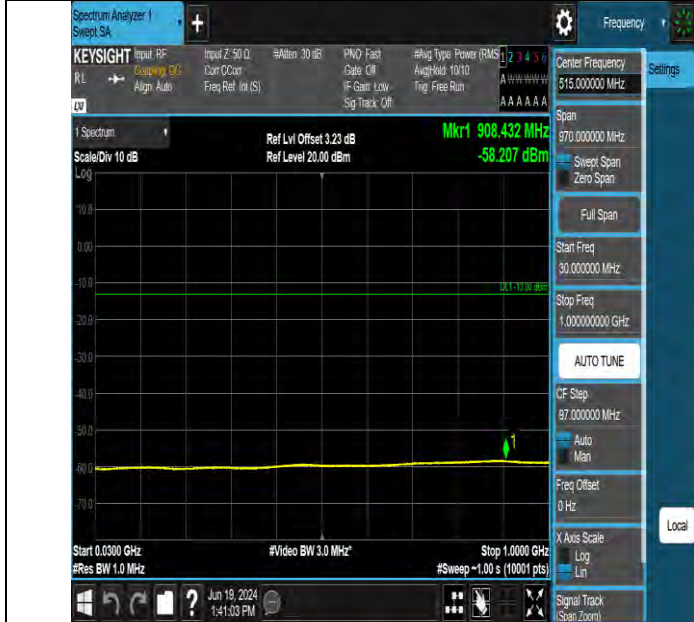 Spectrum Analyzer 1
Swept SA
Frequency
KEYSIGHT
RL
Input: RF
Coupling: DC
Align: Auto
Input Z: 50 Ω
Corr CCorr
Freq Ref: Int (S)
#Atten: 30 dB
PNO: Fast
Gate: Off
IF Gain: Low
Sig Track: Off
#Avg Type: Power (RMS
Avg|Hold: 10/10
Trig: Free Run
1 2 3 4 5 6
A W W W W W
A A A A A A
LW
1 Spectrum
Scale/Div 10 dB
Log
Ref Lvl Offset 3.23 dB
Ref Level 20.00 dBm
Mkr1 908.432 MHz
-58.207 dBm
10.0
0.00
-10.0
-20.0
-30.0
-40.0
-50.0
-60.0
-70.0
DL1 -13.00 dBm
1
Start 0.0300 GHz
#Res BW 1.0 MHz
#Video BW 3.0 MHz*
Stop 1.0000 GHz
#Sweep ~1.00 s (10001 pts)
?
Jun 19, 2024
1:41:03 PM
Center Frequency
515.000000 MHz
Span
970.000000 MHz
Swept Span
Zero Span
Full Span
Start Freq
30.000000 MHz
Stop Freq
1.000000000 GHz
AUTO TUNE
CF Step
97.000000 MHz
Auto
Man
Freq Offset
0 Hz
X Axis Scale
Log
Lin
Signal Track
(Span Zoom)
Settings
Local